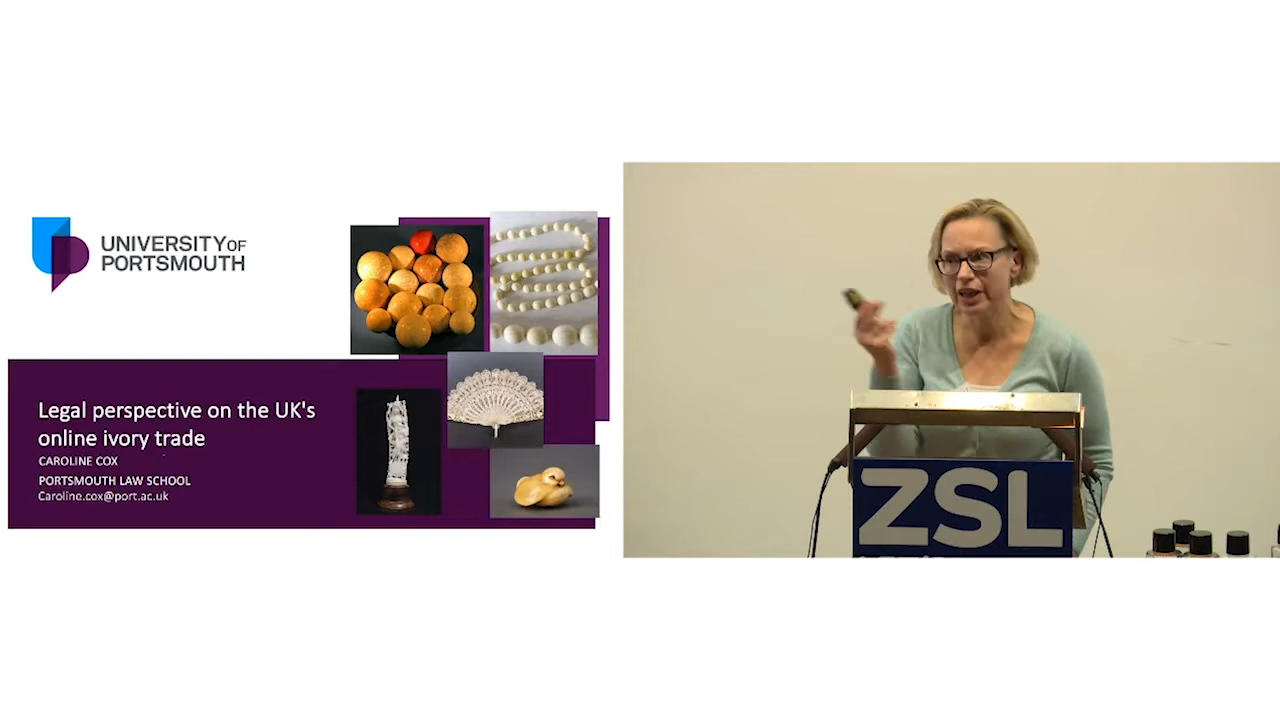 UNIVERSITY OF
PORTSMOUTH
Legal perspective on the UK's
online ivory trade
CAROLINE COX
PORTSMOUTH LAW SCHOOL
Caroline.cox@port.ac.uk
ZSL